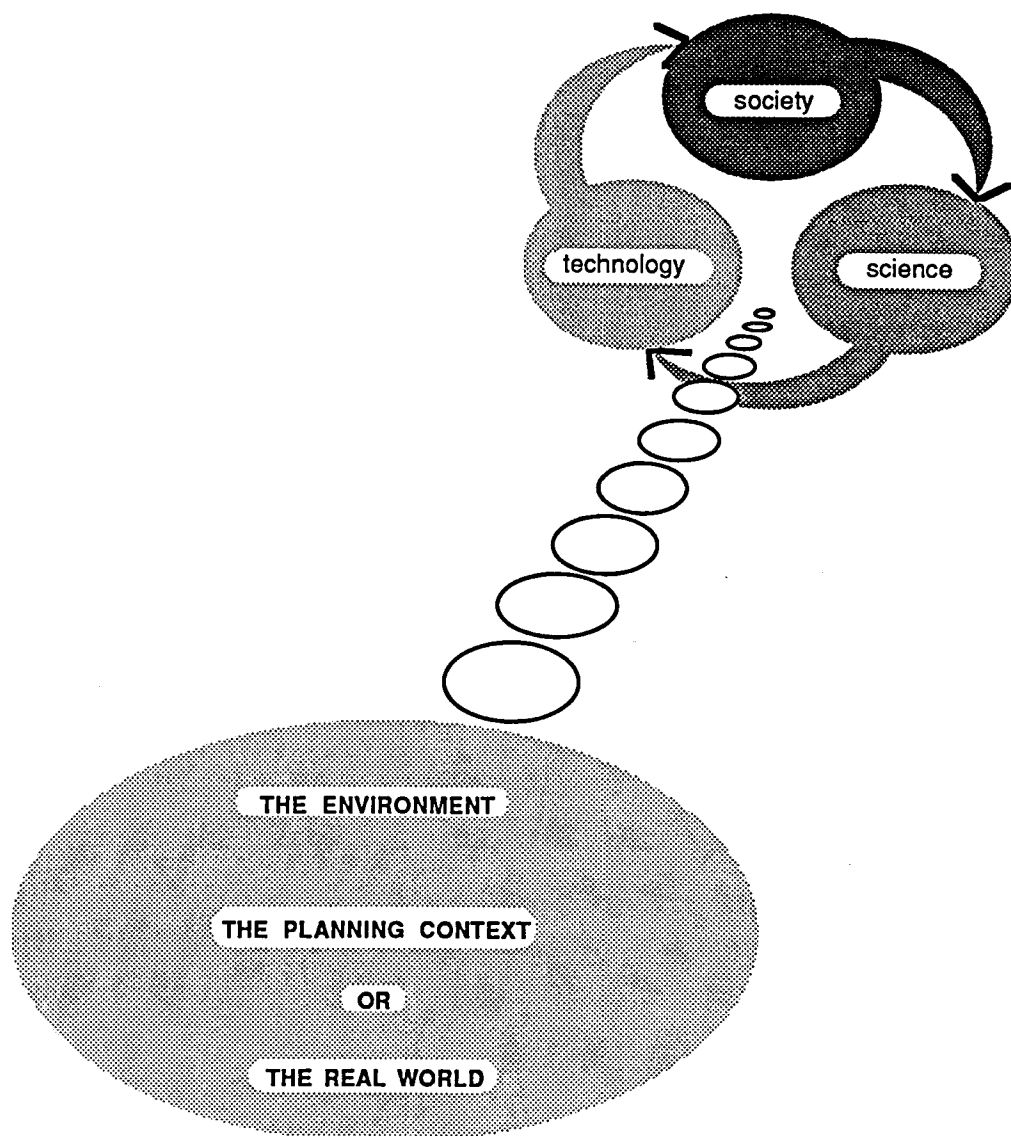 society
technology
science
THE ENVIRONMENT
THE PLANNING CONTEXT
OR
THE REAL WORLD